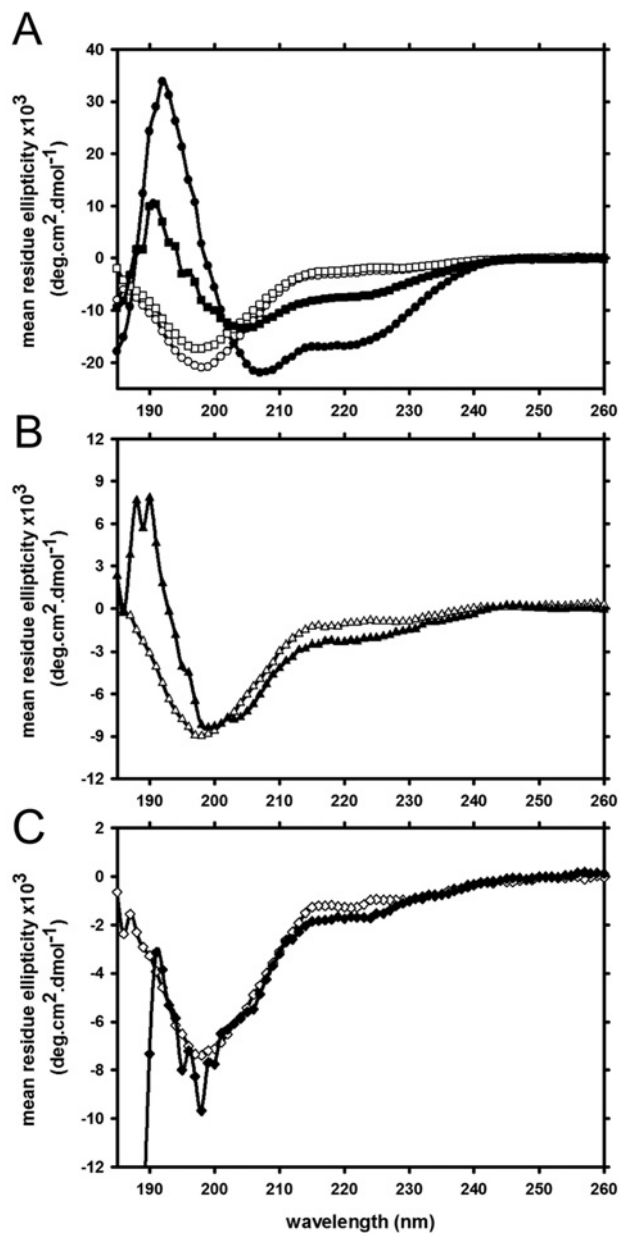 A
mean residue ellipticity x10³
(deg.cm².dmol⁻¹)
40
30
20
10
0
-10
-20
190 200 210 220 230 240 250 260
B
mean residue ellipticity x10³
(deg.cm².dmol⁻¹)
12
9
6
3
0
-3
-6
-9
-12
190 200 210 220 230 240 250 260
C
mean residue ellipticity x10³
(deg.cm².dmol⁻¹)
2
0
-2
-4
-6
-8
-10
-12
190 200 210 220 230 240 250 260
wavelength (nm)